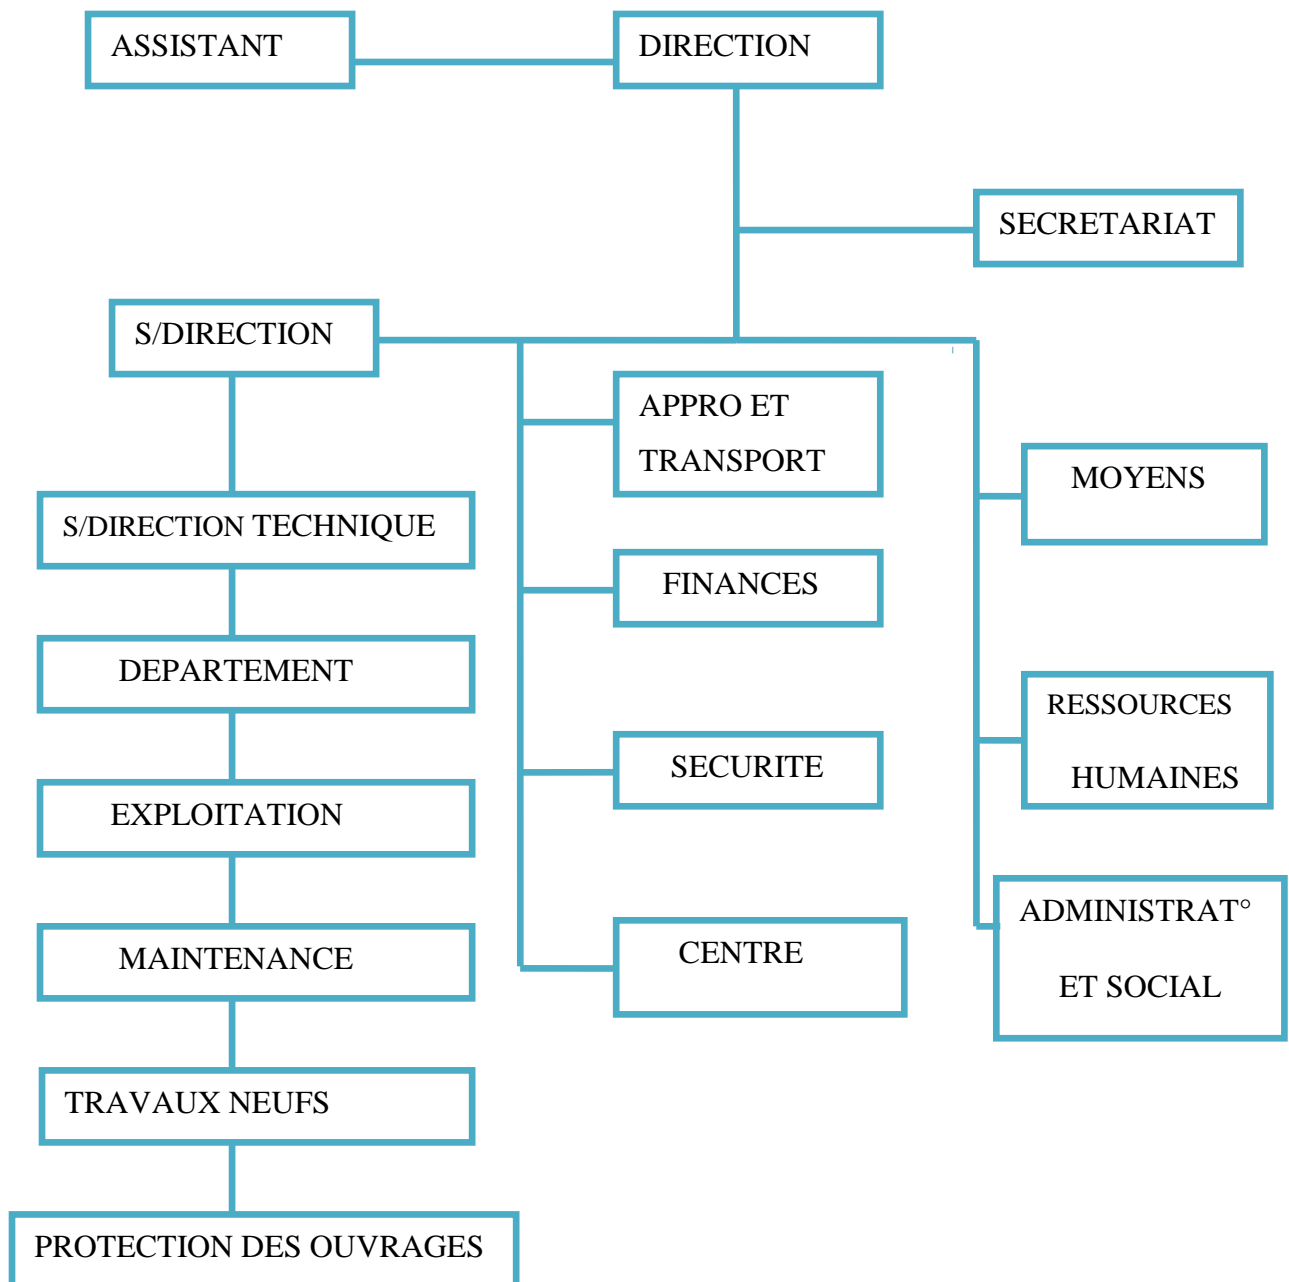 ASSISTANT
DIRECTION
SECRETARIAT
S/DIRECTION
S/DIRECTION TECHNIQUE
DEPARTEMENT
EXPLOITATION
MAINTENANCE
TRAVAUX NEUFS
PROTECTION DES OUVRAGES
APPRO ET
TRANSPORT
FINANCES
SECURITE
CENTRE
MOYENS
RESSOURCES
HUMAINES
ADMINISTRAT°
ET SOCIAL